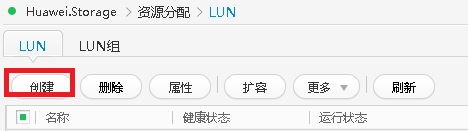 Huawei.Storage > 资源分配 > LUN
LUN LUN组
创建 删除 属性 扩容 更多 刷新
名称 健康状态 运行状态